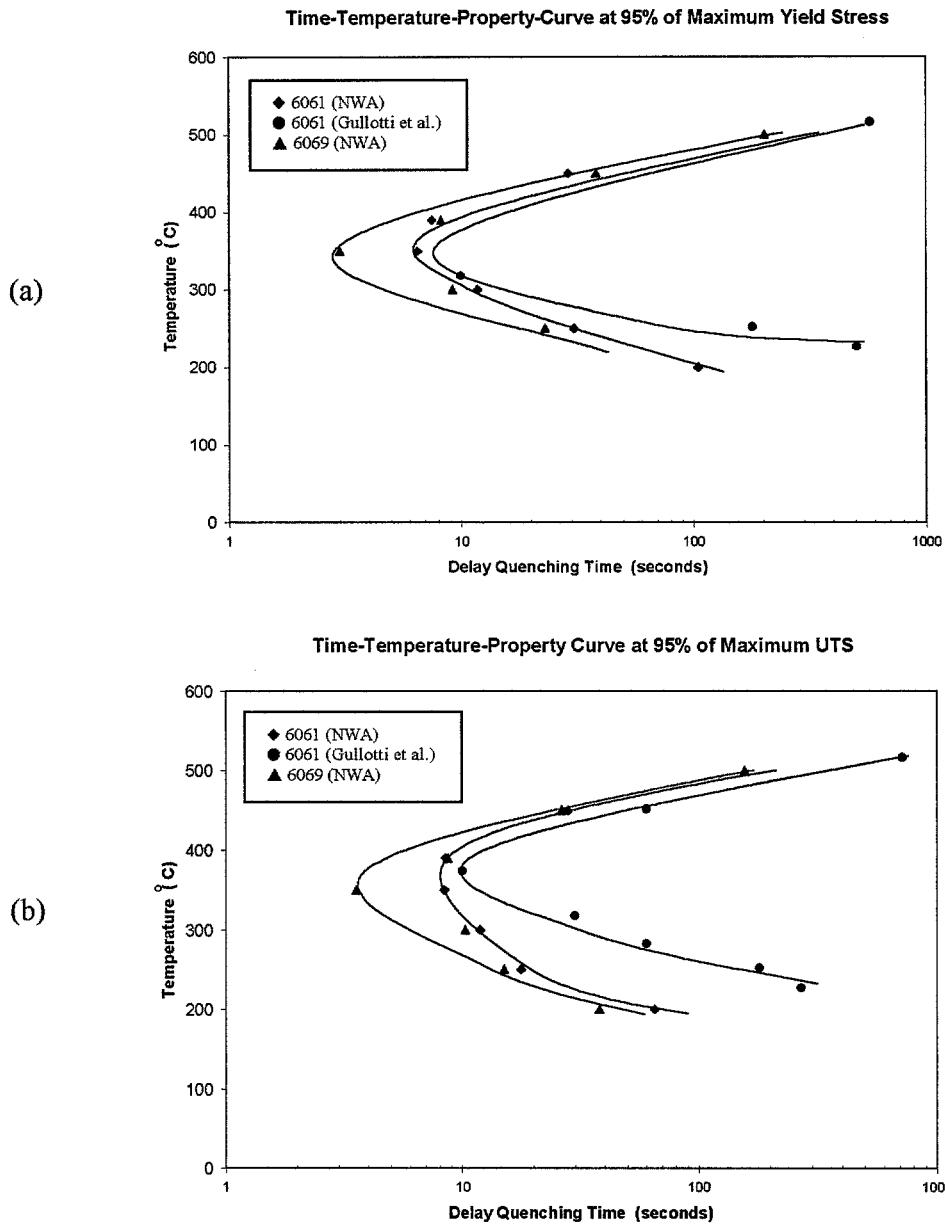 Time-Temperature-Property-Curve at 95% of Maximum Yield Stress
600
500
400
300
200
100
0
Temperature (°C)
6061 (NWA)
6061 (Gullotti et al.)
6069 (NWA)
(a)
1
10
100
1000
Delay Quenching Time (seconds)
Time-Temperature-Property Curve at 95% of Maximum UTS
600
500
400
300
200
100
0
Temperature (°C)
6061 (NWA)
6061 (Gullotti et al.)
6069 (NWA)
(b)
1
10
100
100
Delay Quenching Time (seconds)